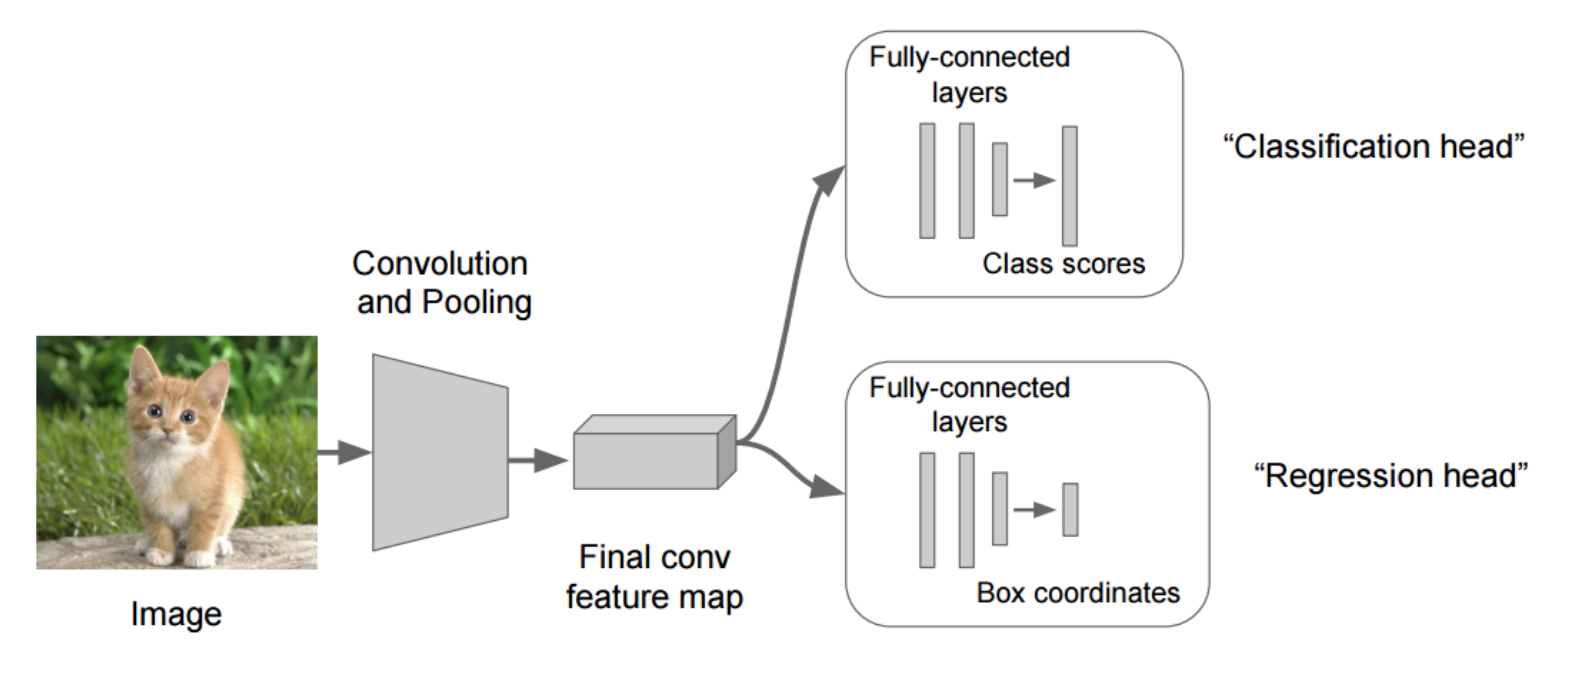 Fully-connected
layers
Class scores
“Classification head”
Convolution
and Pooling
Fully-connected
layers
Box coordinates
“Regression head”
Final conv
feature map
Image